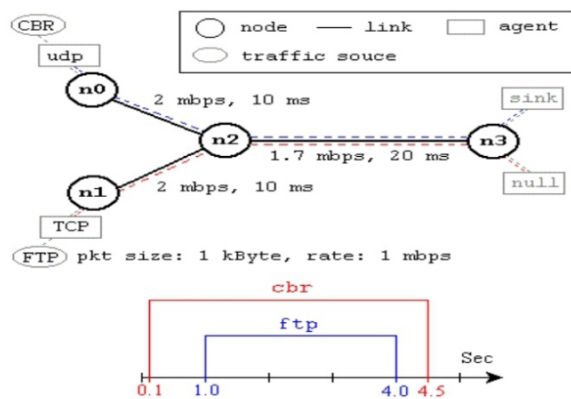 CBR
udp
node
link
agent
traffic souce
n0
2 mbps, 10 ms
sink
n2
n3
1.7 mbps, 20 ms
n1
2 mbps, 10 ms
null
TCP
FTP
pkt size: 1 kByte, rate: 1 mbps
cbr
ftp
Sec
0.1 1.0 4.0 4.5